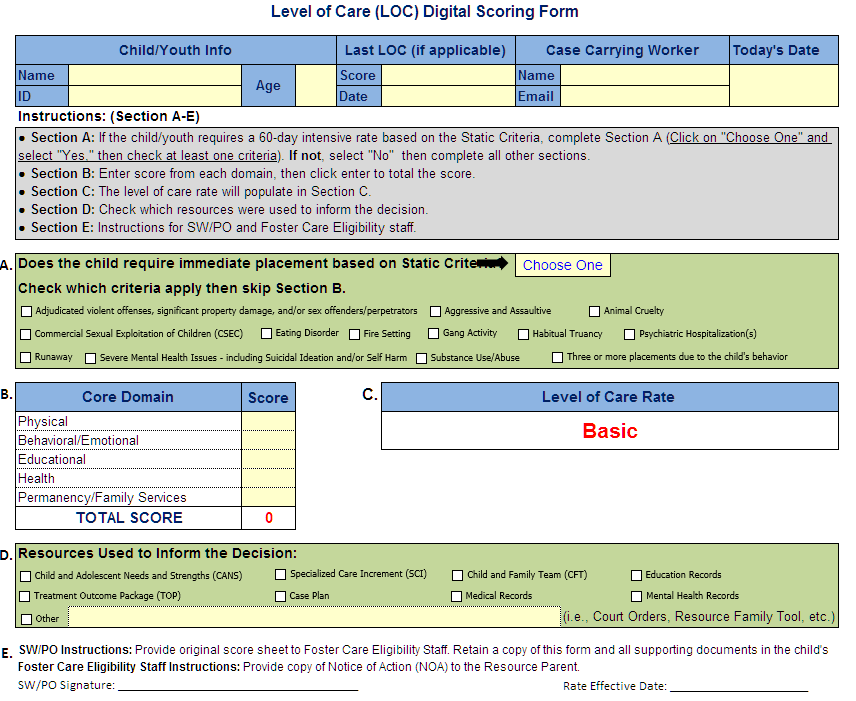 Level of Care (LOC) Digital Scoring Form
Child/Youth Info Last LOC (if applicable) Case Carrying Worker Today's Date
Name Age Score Name
ID Date Email
Instructions: (Section A-E)
• Section A: If the child/youth requires a 60-day intensive rate based on the Static Criteria, complete Section A (Click on "Choose One" and
select "Yes," then check at least one criteria). If not, select "No" then complete all other sections.
• Section B: Enter score from each domain, then click enter to total the score.
• Section C: The level of care rate will populate in Section C.
• Section D: Check which resources were used to inform the decision.
• Section E: Instructions for SW/PO and Foster Care Eligibility staff.
A. Does the child require immediate placement based on Static Criteria Choose One
Check which criteria apply then skip Section B.
Adjudicated violent offenses, significant property damage, and/or sex offenders/perpetrators Aggressive and Assaultive Animal Cruelty
Commercial Sexual Exploitation of Children (CSEC) Eating Disorder Fire Setting Gang Activity Habitual Truancy Psychiatric Hospitalization(s)
Runaway Severe Mental Health Issues - including Suicidal Ideation and/or Self Harm Substance Use/Abuse Three or more placements due to the child's behavior
B. Core Domain Score C. Level of Care Rate
Physical
Basic
Behavioral/Emotional
Educational
Health
Permanency/Family Services
TOTAL SCORE 0
D. Resources Used to Inform the Decision:
Child and Adolescent Needs and Strengths (CANS) Specialized Care Increment (SCI) Child and Family Team (CFT) Education Records
Treatment Outcome Package (TOP) Case Plan Medical Records Mental Health Records
Other (i.e., Court Orders, Resource Family Tool, etc.)
E. SW/PO Instructions: Provide original score sheet to Foster Care Eligibility Staff. Retain a copy of this form and all supporting documents in the child's
Foster Care Eligibility Staff Instructions: Provide copy of Notice of Action (NOA) to the Resource Parent.
SW/PO Signature: Rate Effective Date: